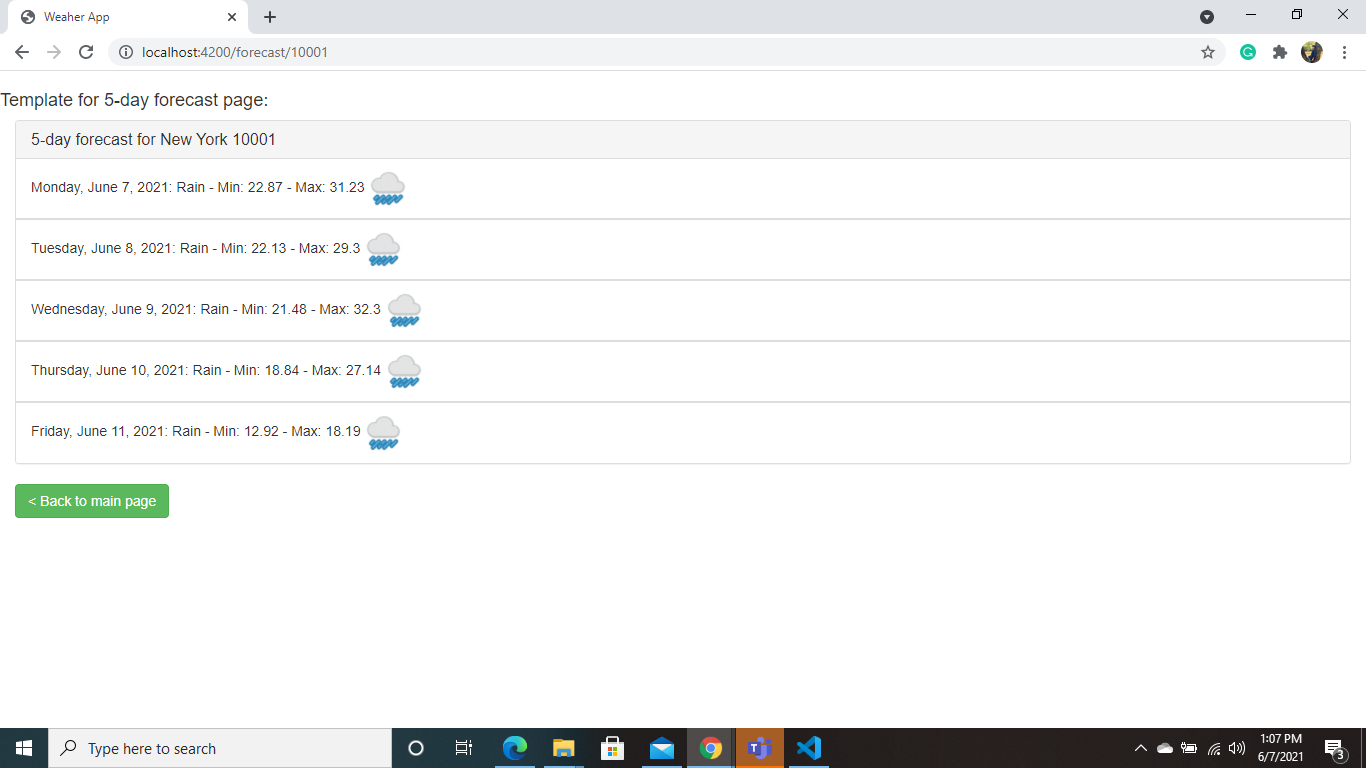 Weaher App
localhost:4200/forecast/10001
Template for 5-day forecast page:
5-day forecast for New York 10001
Monday, June 7, 2021: Rain - Min: 22.87 - Max: 31.23
Tuesday, June 8, 2021: Rain - Min: 22.13 - Max: 29.3
Wednesday, June 9, 2021: Rain - Min: 21.48 - Max: 32.3
Thursday, June 10, 2021: Rain - Min: 18.84 - Max: 27.14
Friday, June 11, 2021: Rain - Min: 12.92 - Max: 18.19
< Back to main page
Type here to search
1:07 PM
6/7/2021
3